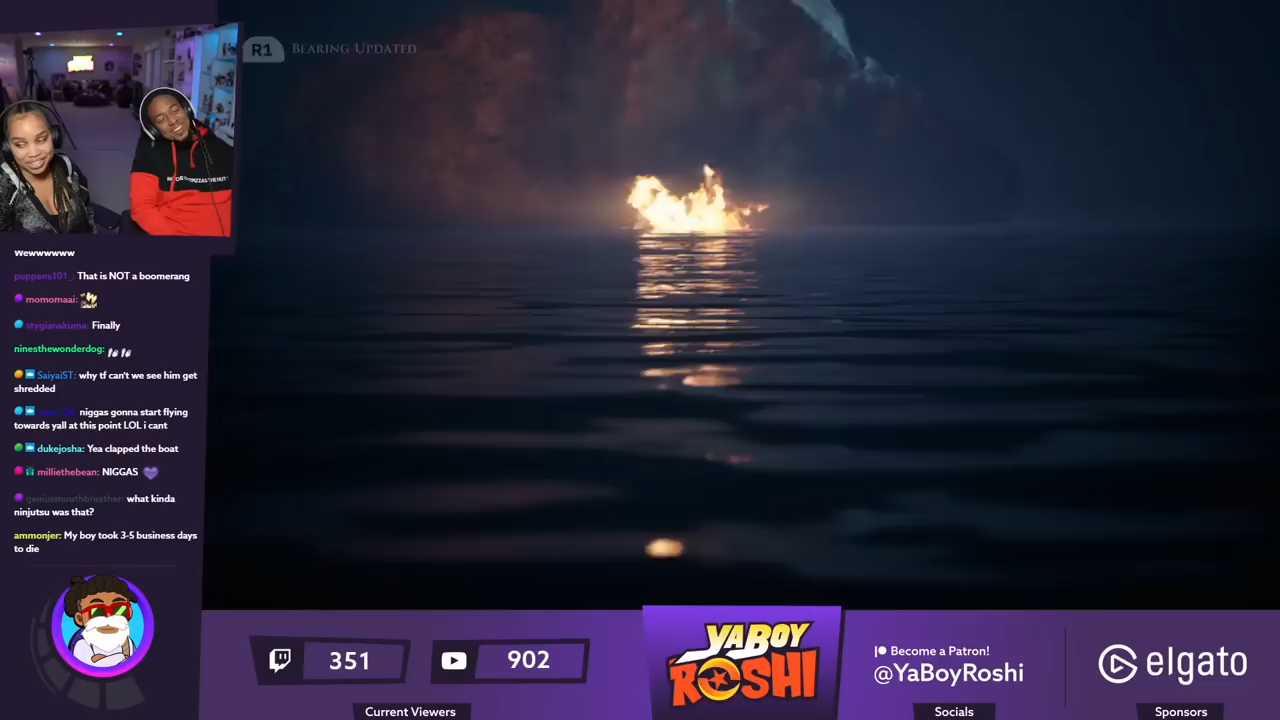 R1 BEARING UPDATED
wewwwwww
puppens101_: That is NOT a boomerang
momomaai:
stygianakuma: Finally
ninesthewonderdog:
SaiyaiST: why tf can't we see him get
shredded
niggas gonna start flying
towards yall at this point LOL i cant
dukejosha: Yea clapped the boat
milliethebean: NIGGAS
geniusmouthbreather: what kinda
ninjutsu was that?
ammonjer: My boy took 3-5 business days
to die
351
902
Current Viewers
YABOY
ROSHI
Become a Patron!
@YaBoyRoshi
Socials
elgato
Sponsors